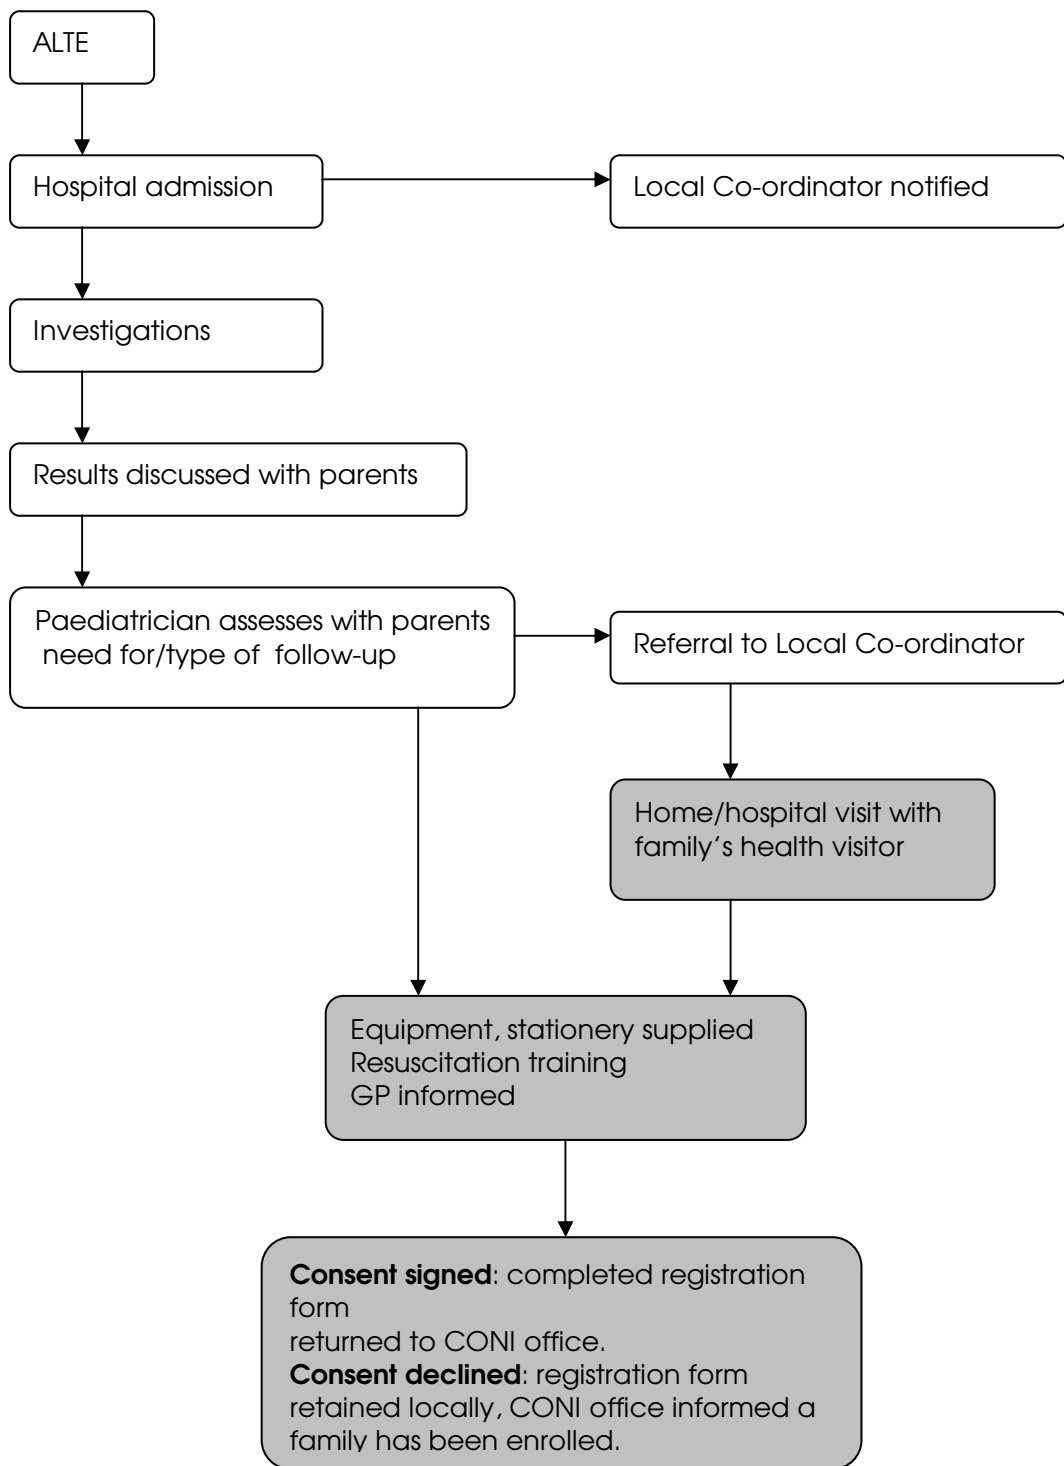 ALTE
Hospital admission
Local Co-ordinator notified
Investigations
Results discussed with parents
Paediatrician assesses with parents
need for/type of follow-up
Referral to Local Co-ordinator
Home/hospital visit with
family's health visitor
Equipment, stationery supplied
Resuscitation training
GP informed
Consent signed: completed registration
form
returned to CONI office.
Consent declined: registration form
retained locally, CONI office informed a
family has been enrolled.